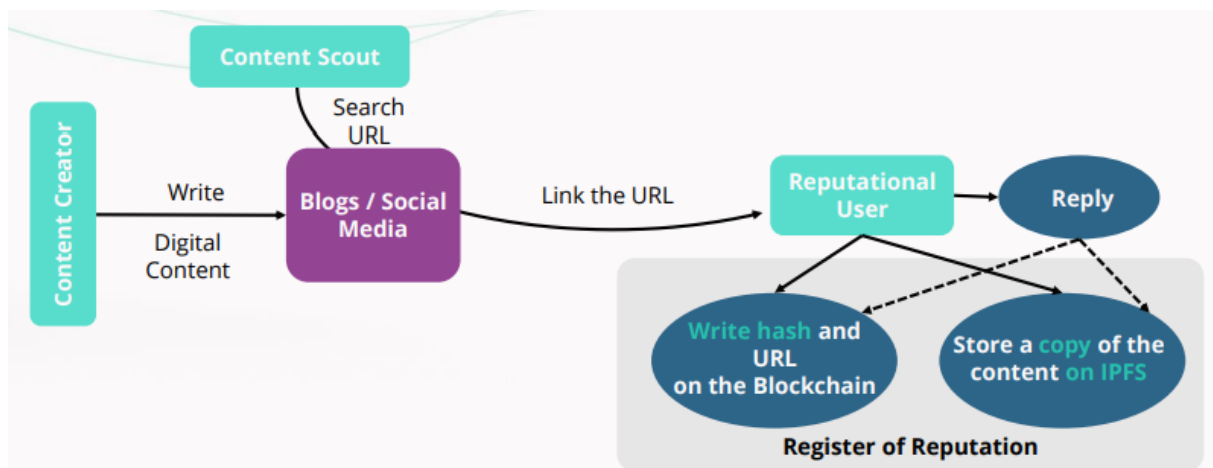 Content Scout
Search
URL
Content Creator
Write
Digital
Content
Blogs / Social
Media
Link the URL
Reputational
User
Reply
Write hash and
URL
on the Blockchain
Store a copy of the
content on IPFS
Register of Reputation